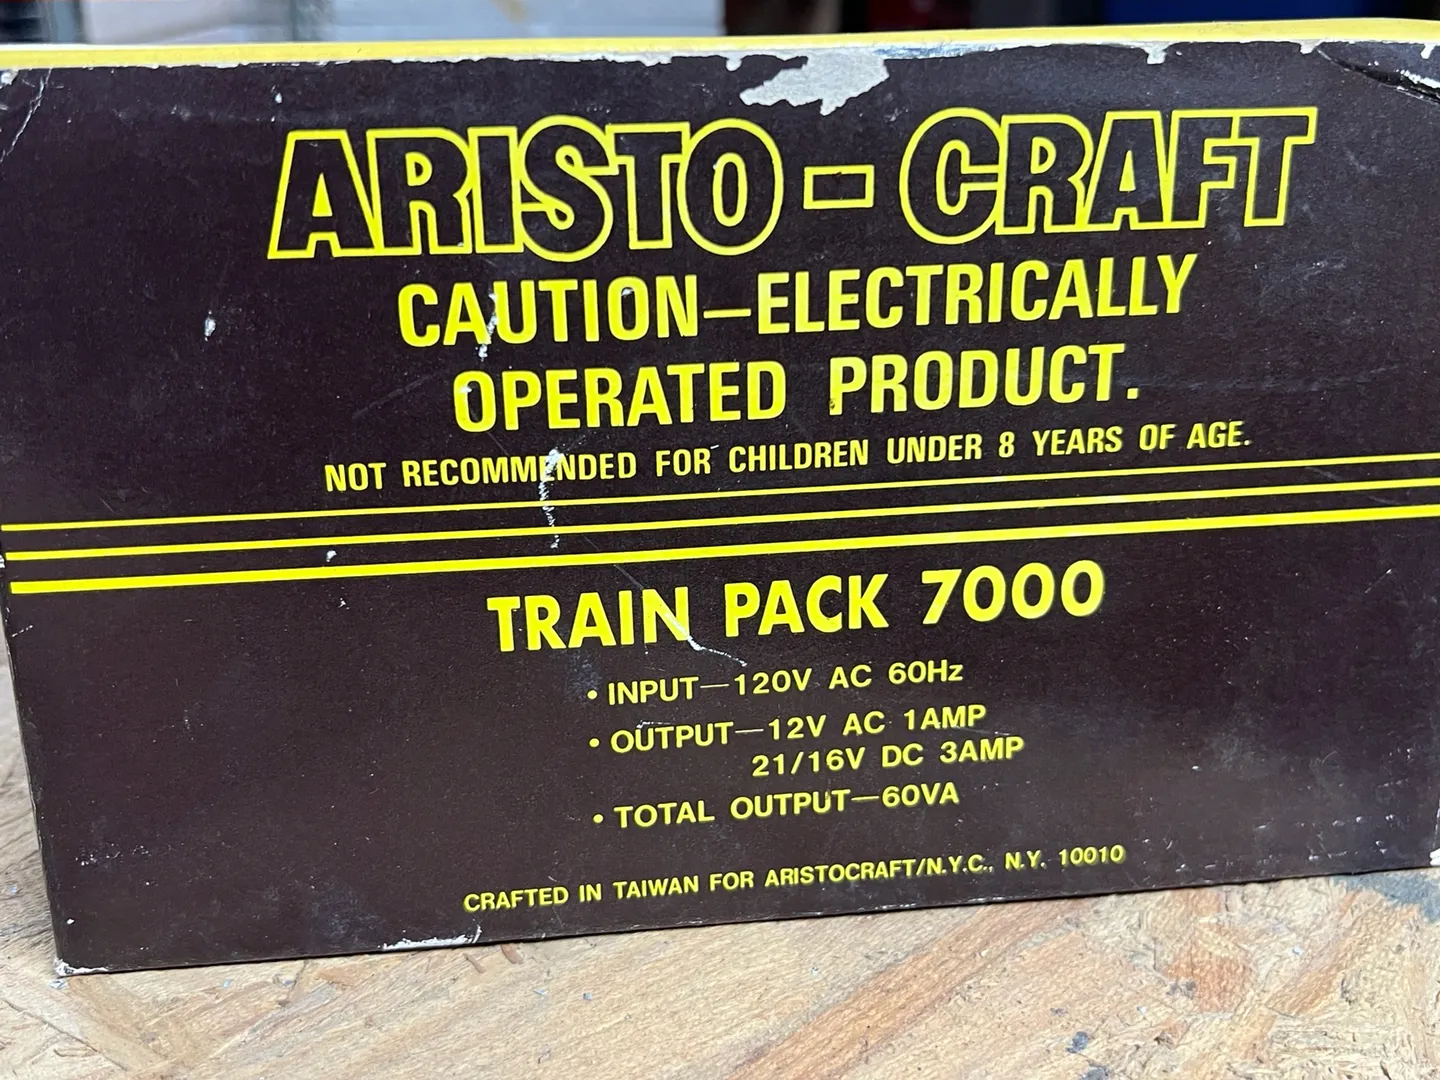 ARISTO-CRAFT
CAUTION—ELECTRICALLY
OPERATED PRODUCT.
NOT RECOMMENDED FOR CHILDREN UNDER 8 YEARS OF AGE.
TRAIN PACK 7000
• INPUT—120V AC 60Hz
• OUTPUT—12V AC 1AMP
21/16V DC 3AMP
• TOTAL OUTPUT—60VA
CRAFTED IN TAIWAN FOR ARISTOCRAFT/N.Y.C., N.Y. 10010